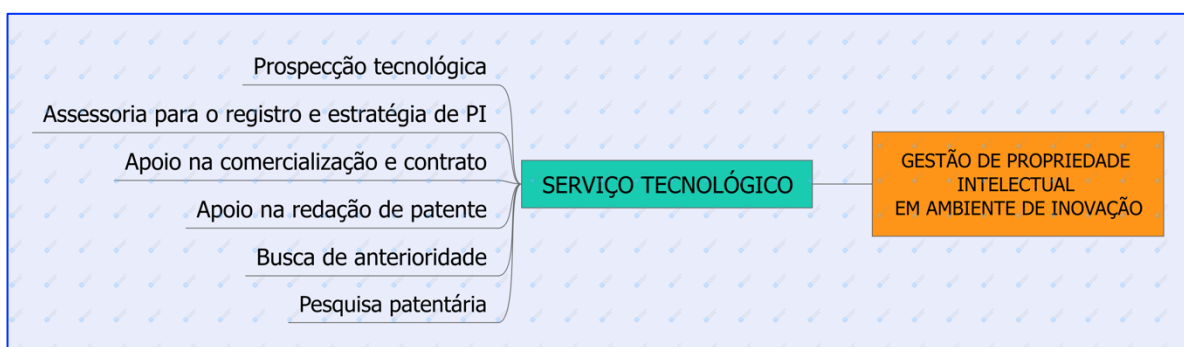 Prospecção tecnológica
Assessoria para o registro e estratégia de PI
Apoio na comercialização e contrato
Apoio na redação de patente
Busca de anterioridade
Pesquisa patentária
SERVIÇO TECNOLÓGICO
GESTÃO DE PROPRIEDADE
INTELECTUAL
EM AMBIENTE DE INOVAÇÃO